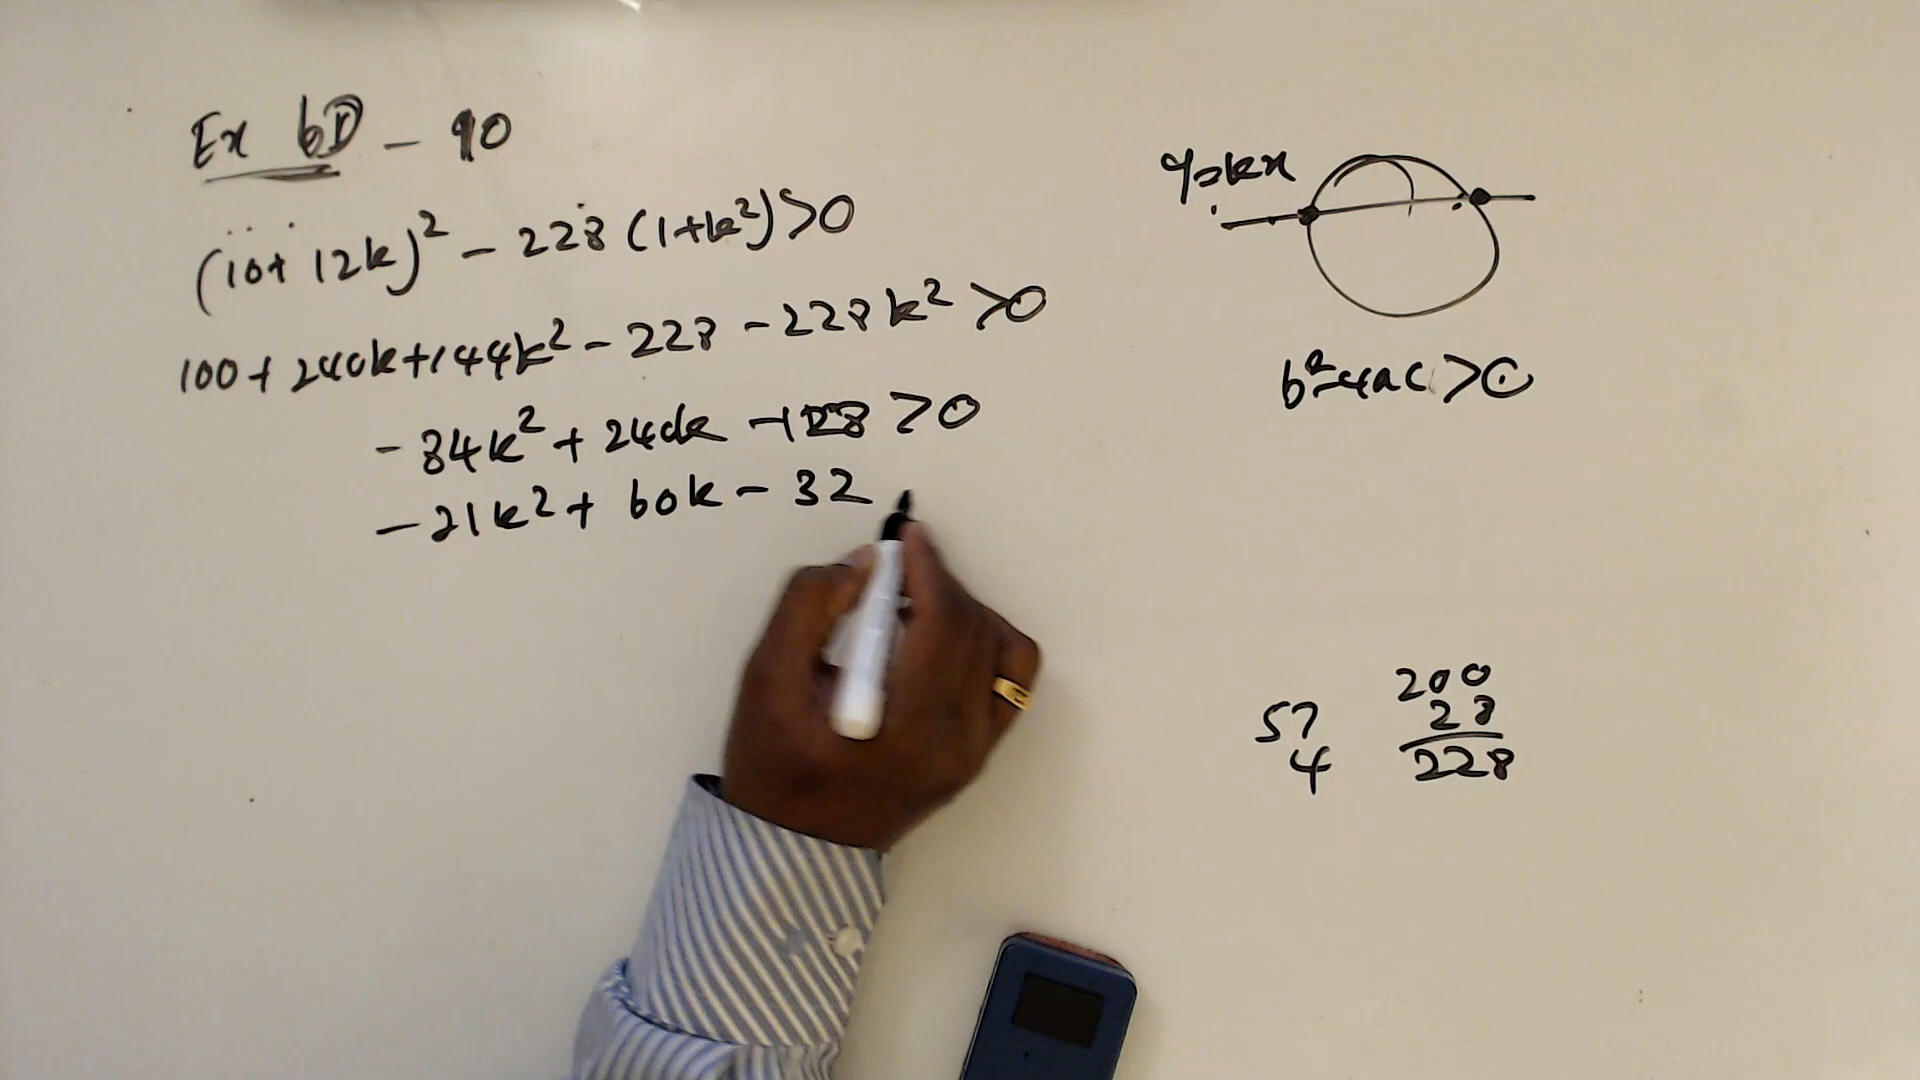 Ex 6D - 10
(10+ 12k)² - 228 (1+k²) >0
100 + 240k + 144k² - 228 - 228k² >0
- 84k² + 240k - 128 >0
- 21k² + 60k - 32
y=kx
b²-4ac >0
57
4
200
28
228